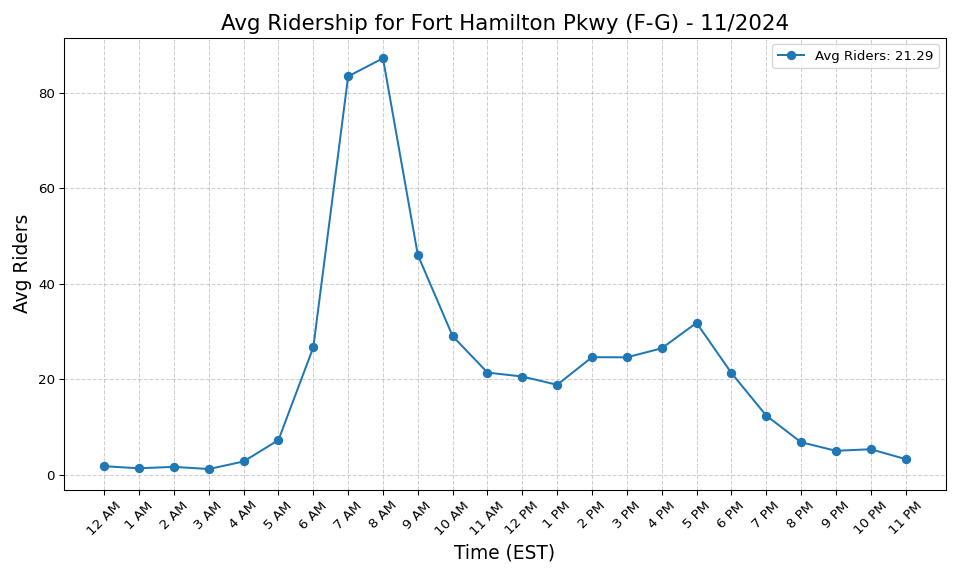 Avg Ridership for Fort Hamilton Pkwy (F-G) - 11/2024
Avg Riders: 21.29
Avg Riders
80
60
40
20
0
12 AM
1 AM
2 AM
3 AM
4 AM
5 AM
6 AM
7 AM
8 AM
9 AM
10 AM
11 AM
12 PM
1 PM
2 PM
3 PM
4 PM
5 PM
6 PM
7 PM
8 PM
9 PM
10 PM
11 PM
Time (EST)